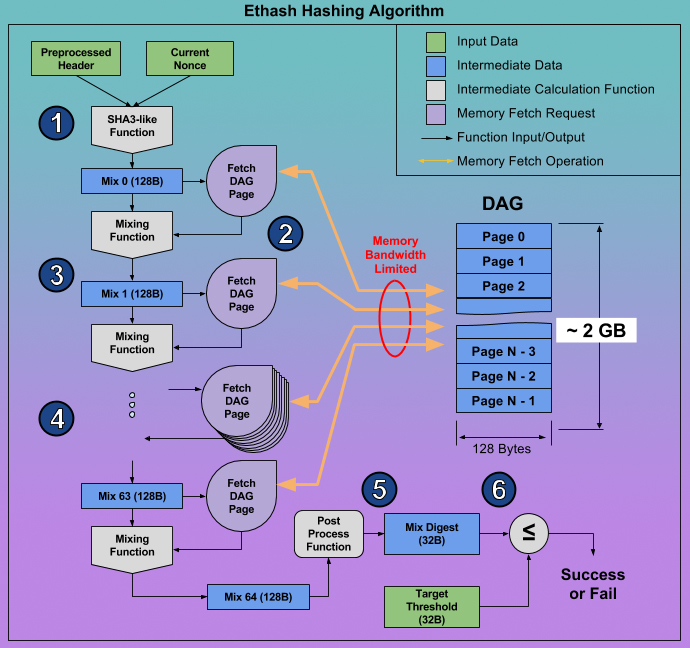 Ethash Hashing Algorithm
Preprocessed
Header
Current
Nonce
Input Data
Intermediate Data
Intermediate Calculation Function
Memory Fetch Request
Function Input/Output
Memory Fetch Operation
1
SHA3-like
Function
Mix 0 (128B)
Fetch
DAG
Page
Mixing
Function
2
3
Mix 1 (128B)
Fetch
DAG
Page
Mixing
Function
Memory
Bandwidth
Limited
DAG
Page 0
Page 1
Page 2
Page N - 3
Page N - 2
Page N - 1
~ 2 GB
128 Bytes
4
Fetch
DAG
Page
Mix 63 (128B)
Fetch
DAG
Page
Mixing
Function
Mix 64 (128B)
5
Post
Process
Function
Mix Digest
(32B)
6
≤
Target
Threshold
(32B)
Success
or Fail